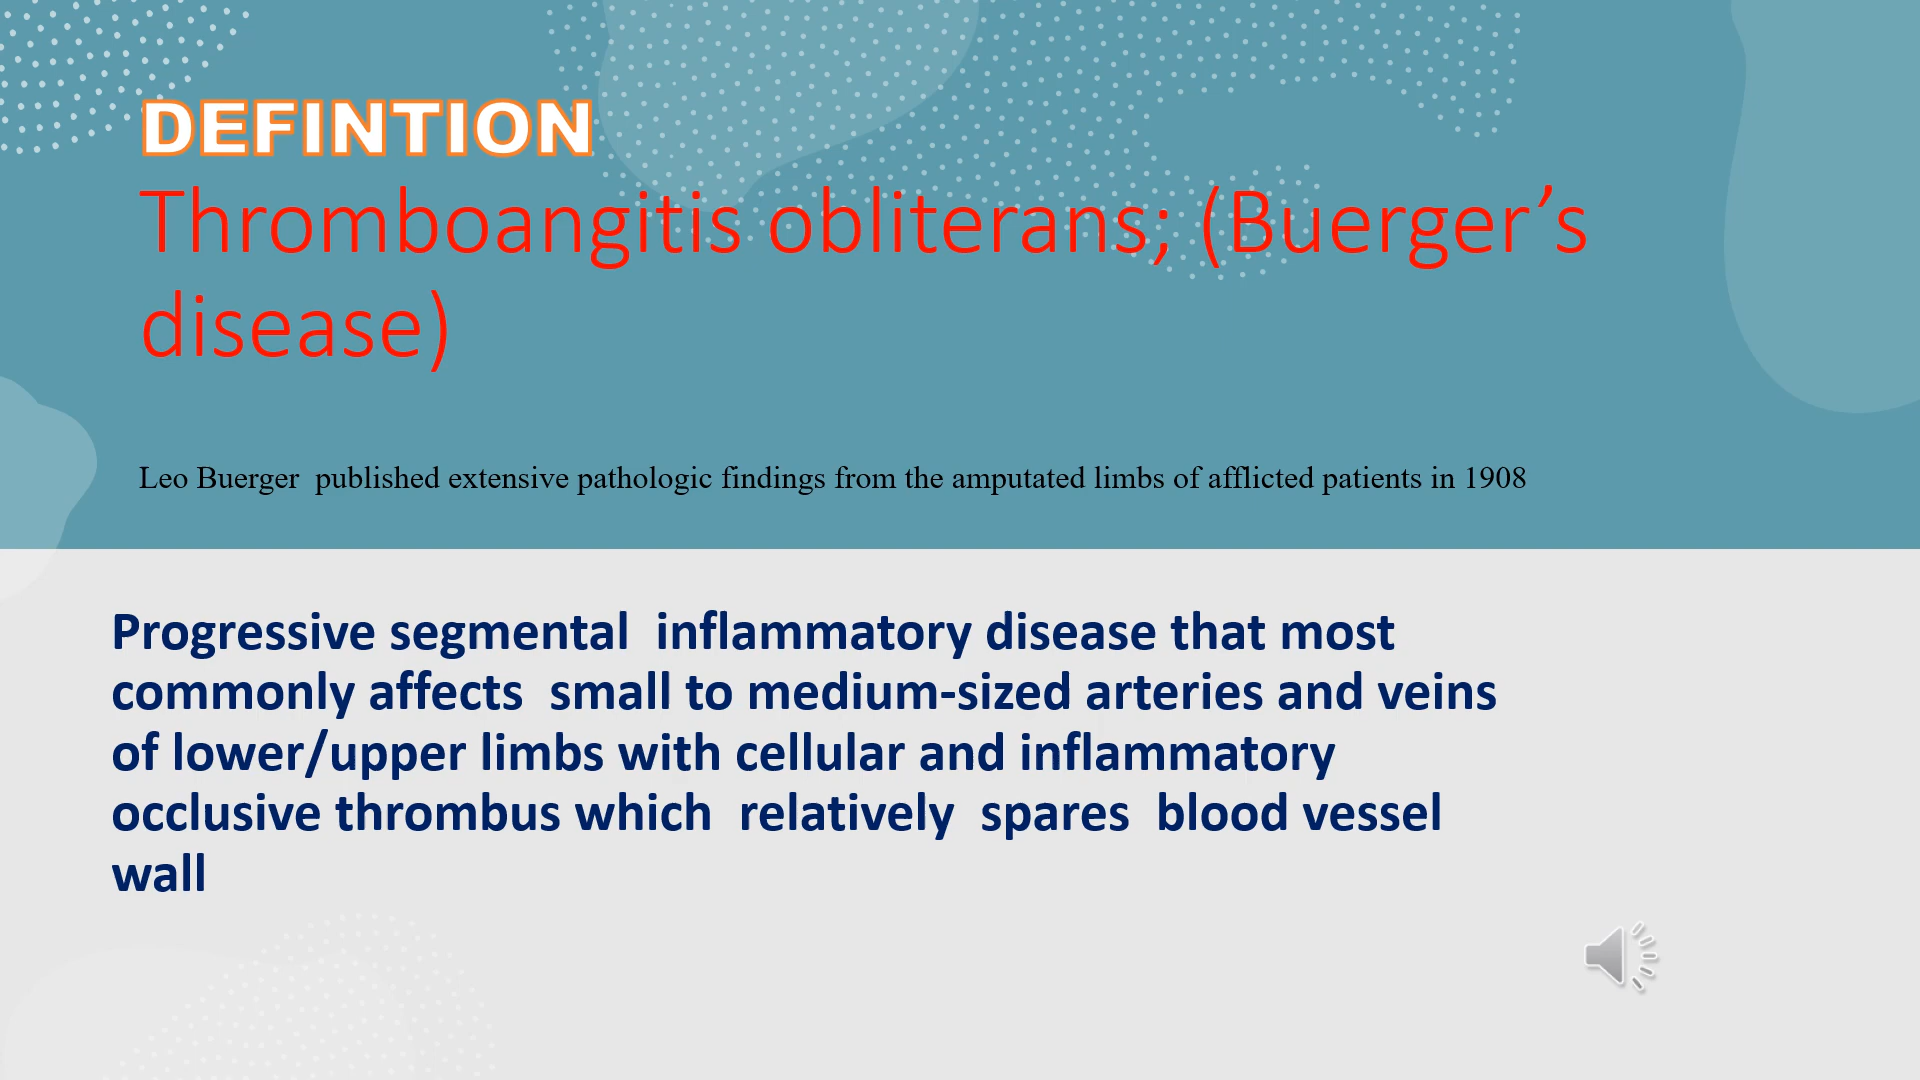 DEFINTION
Thromboangitis obliterans; (Buerger’s
disease)
Leo Buerger  published extensive pathologic findings from the amputated limbs of afflicted patients in 1908
Progressive segmental  inflammatory disease that most
commonly affects  small to medium-sized arteries and veins
of lower/upper limbs with cellular and inflammatory
occlusive thrombus which  relatively  spares  blood vessel
wall